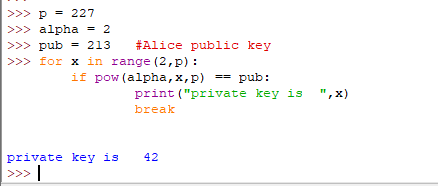 >>> p = 227
>>> alpha = 2
>>> pub = 213   #Alice public key
>>> for x in range(2,p):
        if pow(alpha,x,p) == pub:
                print("private key is  ",x)
                break
private key is   42
>>>